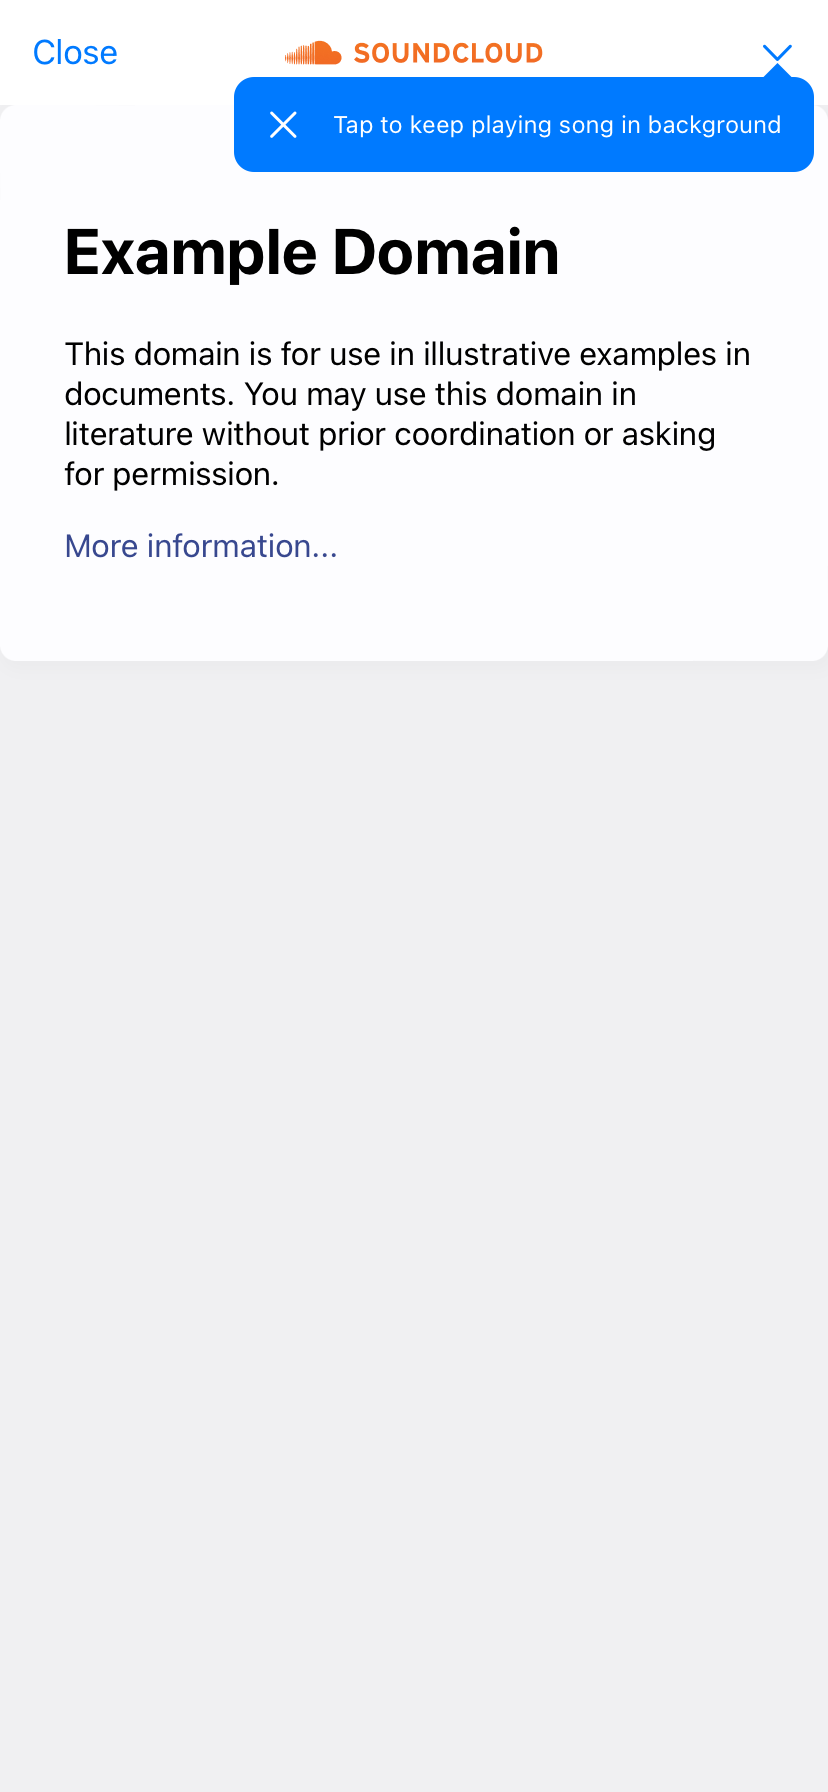 Close
SOUNDCLOUD
Tap to keep playing song in background
Example Domain
This domain is for use in illustrative examples in
documents. You may use this domain in
literature without prior coordination or asking
for permission.
More information...